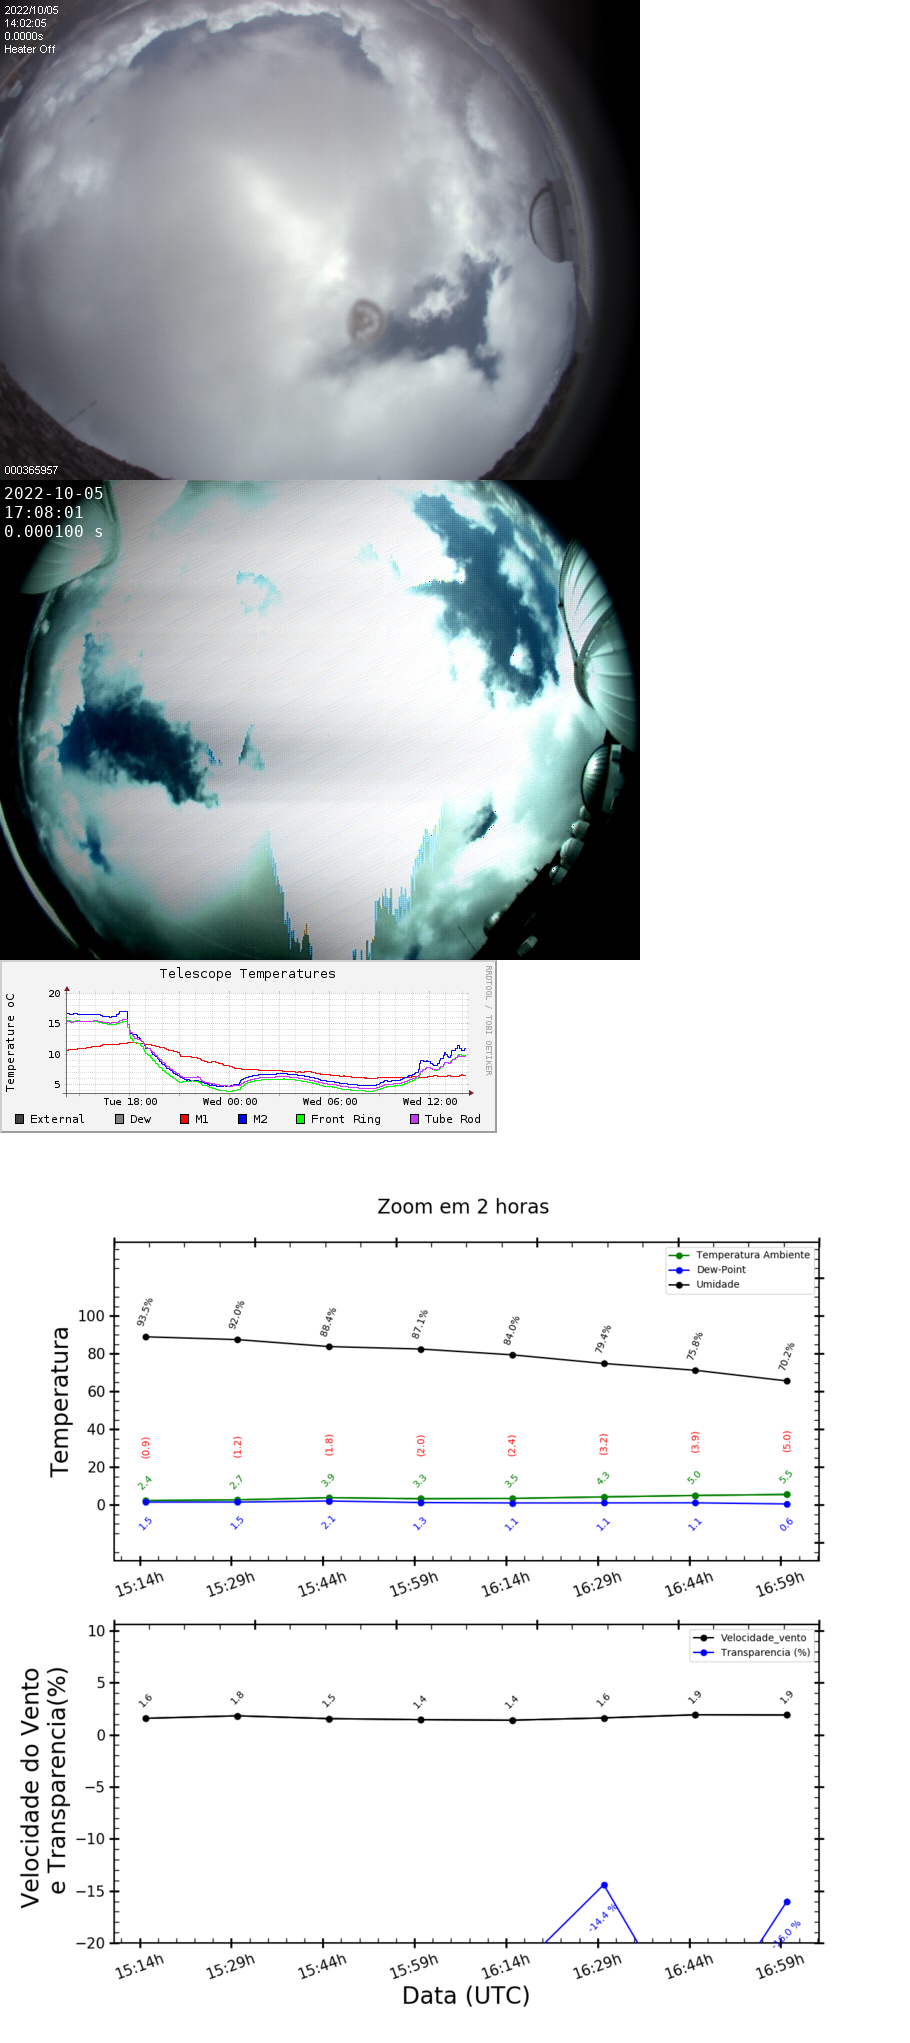 2022/10/05
14:02:05
0.0000s
Heater Off
000365957
2022-10-05
17:08:01
0.000100 s
Telescope Temperatures
RRDTOOL / TOBI OETIKER
Temperature oC
20
15
10
5
Tue 18:00 Wed 00:00 Wed 06:00 Wed 12:00
External Dew M1 M2 Front Ring Tube Rod
Zoom em 2 horas
Temperatura Ambiente
Dew-Point
Umidade
Temperatura
100
80
60
40
20
0
93.5% 92.0% 88.4% 87.1% 84.0% 79.4% 75.8% 70.2%
(0.9) (1.2) (1.8) (2.0) (2.4) (3.2) (3.9) (5.0)
2.4 2.7 3.9 3.3 3.5 4.3 5.0 5.5
1.5 1.5 2.1 1.3 1.1 1.1 1.1 0.6
15:14h 15:29h 15:44h 15:59h 16:14h 16:29h 16:44h 16:59h
Velocidade_vento
Transparencia (%)
Velocidade do Vento
e Transparencia(%)
10
5
0
−5
−10
−15
−20
1.6 1.8 1.5 1.4 1.4 1.6 1.9 1.9
-14.4 % -16.0 %
15:14h 15:29h 15:44h 15:59h 16:14h 16:29h 16:44h 16:59h
Data (UTC)